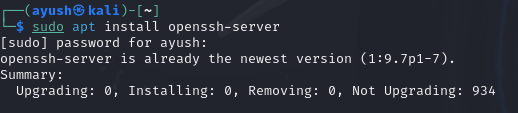 ┌──(ayush㉿kali)-[~]
└─$ sudo apt install openssh-server
[sudo] password for ayush:
openssh-server is already the newest version (1:9.7p1-7).
Summary:
  Upgrading: 0, Installing: 0, Removing: 0, Not Upgrading: 934